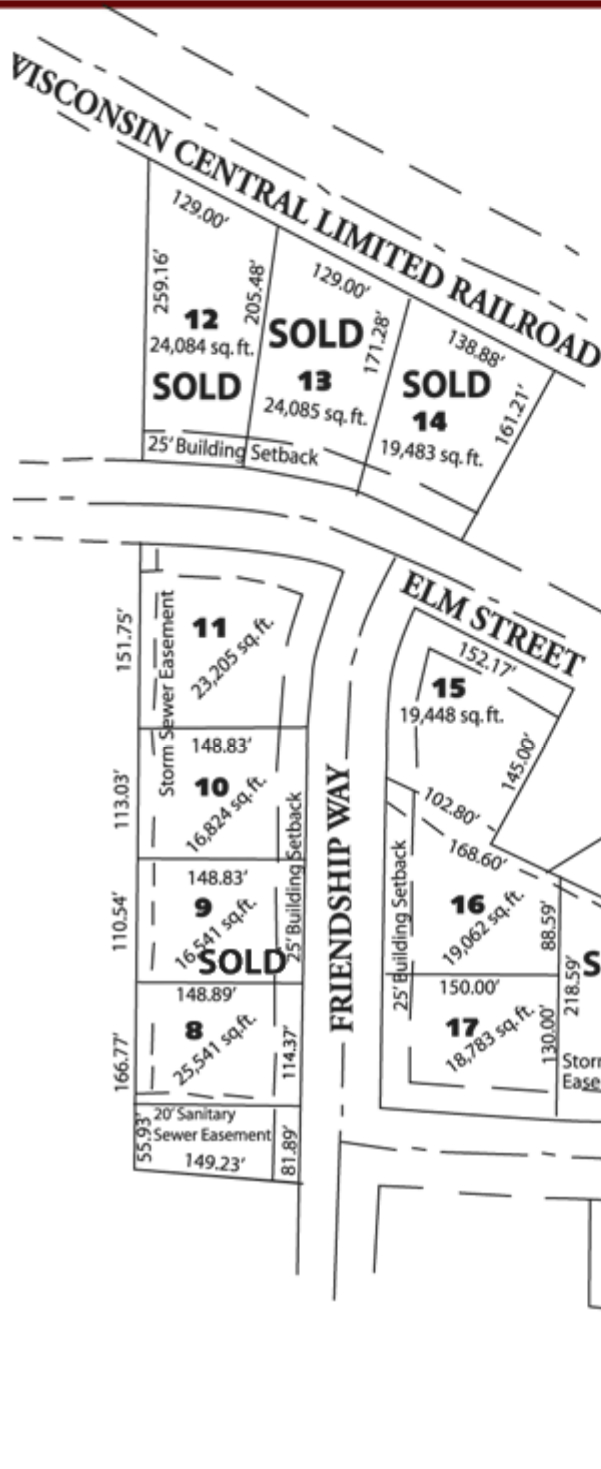 VISCONSIN CENTRAL LIMITED RAILROAD
129.00'
259.16'
12
24,084 sq. ft.
SOLD
205.48'
129.00'
SOLD
13
24,085 sq. ft.
171.28'
138.88'
SOLD
14
19,483 sq. ft.
161.21'
25' Building Setback
ELM STREET
151.75'
Storm Sewer Easement
11
23,205 sq. ft.
148.83'
113.03'
10
16,824 sq. ft.
25' Building Setback
148.83'
110.54'
9
16,541 sq. ft.
SOLD
148.89'
166.77'
8
25,541 sq. ft.
114.37'
20' Sanitary
Sewer Easement
55.93'
149.23'
81.89'
FRIENDSHIP WAY
152.17'
15
19,448 sq. ft.
145.00'
102.80'
168.60'
25' Building Setback
16
19,062 sq. ft.
88.59'
218.59'
S
150.00'
17
18,783 sq. ft.
130.00'
Storr
Ease